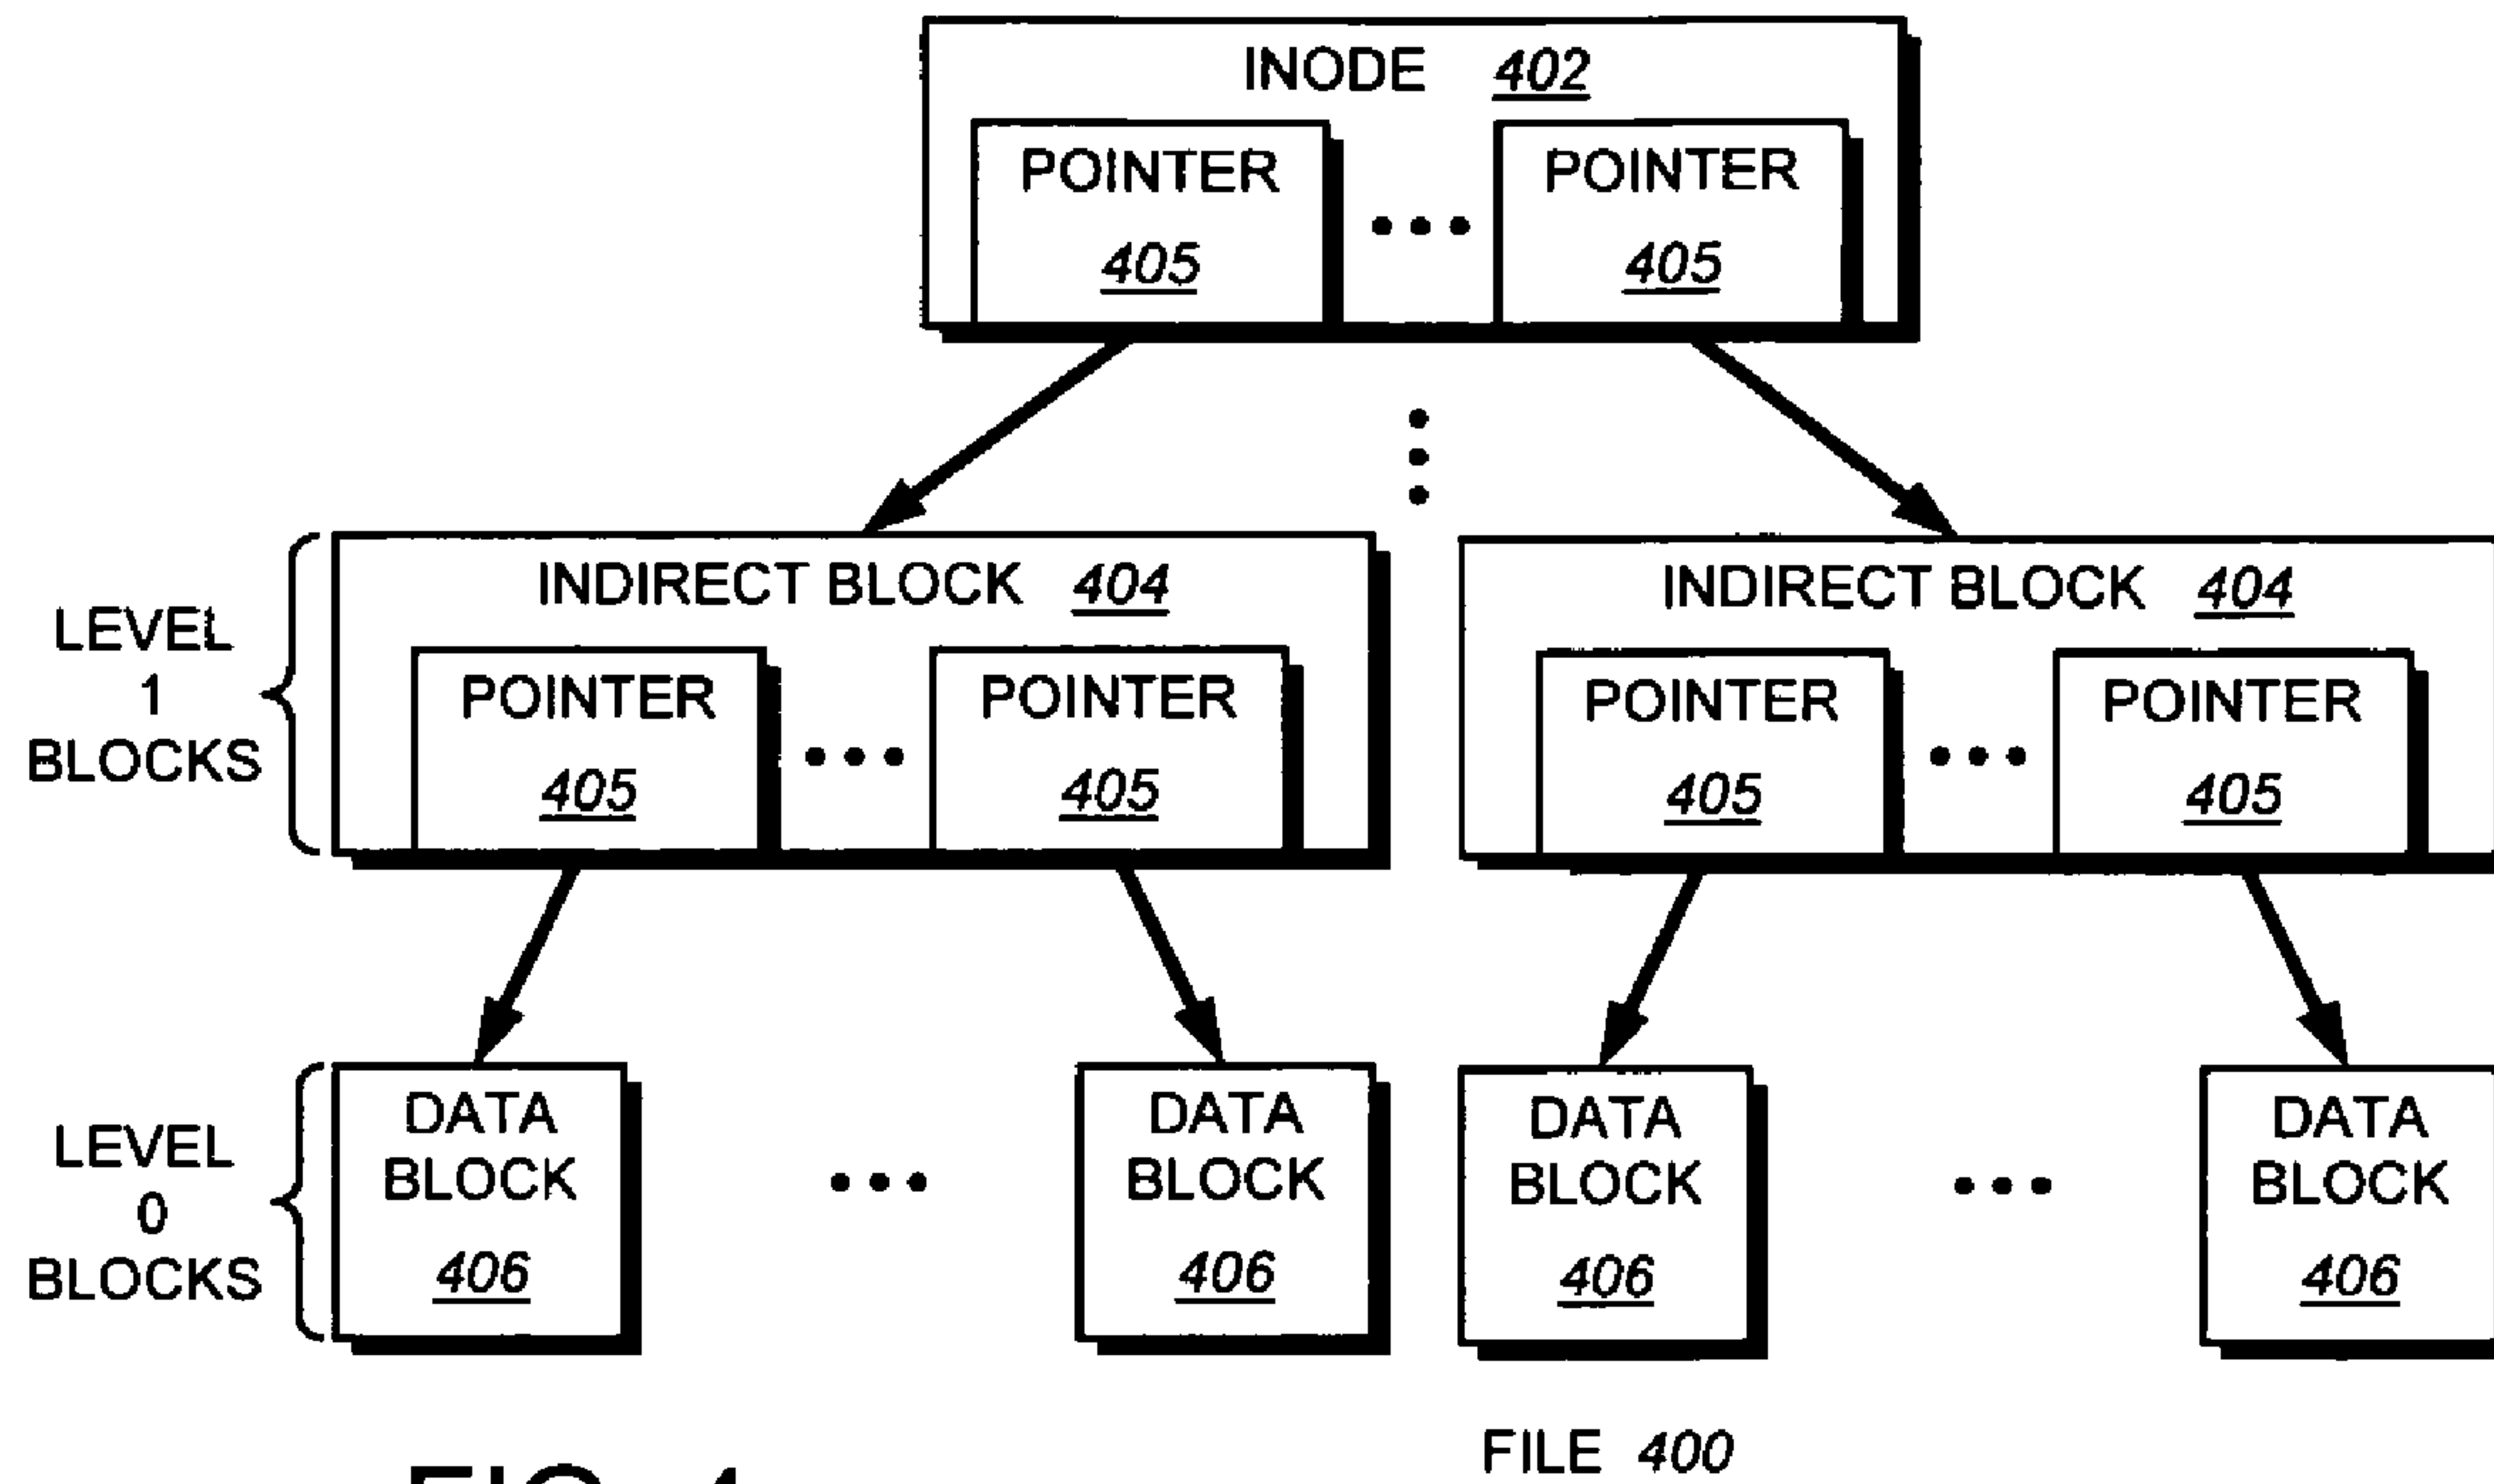 INODE 402
POINTER POINTER
405 405
INDIRECT BLOCK 404
INDIRECT BLOCK 404
LEVEL
1
BLOCKS
POINTER POINTER
405 405
POINTER POINTER
405 405
LEVEL
0
BLOCKS
DATA
BLOCK
406
DATA
BLOCK
406
DATA
BLOCK
406
DATA
BLOCK
406
FILE 400